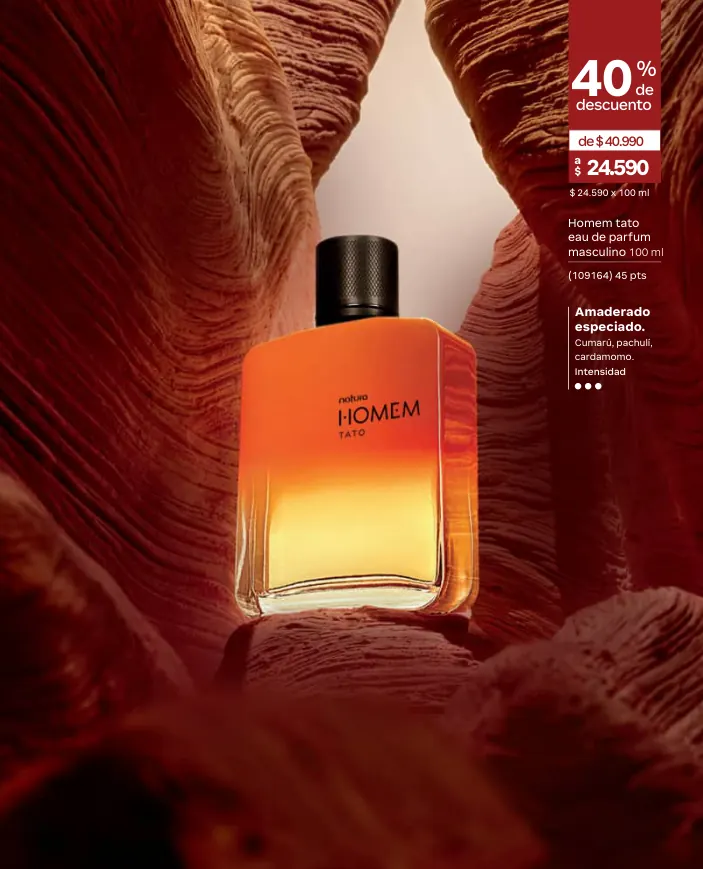 40% de
descuento
de $ 40.990
a $ 24.590
$ 24.590 x 100 ml
Homem tato
eau de parfum
masculino 100 ml
(109164) 45 pts
Amaderado
especiado.
Cumarú, pachulí,
cardamomo.
Intensidad
natura
HOMEM
TATO